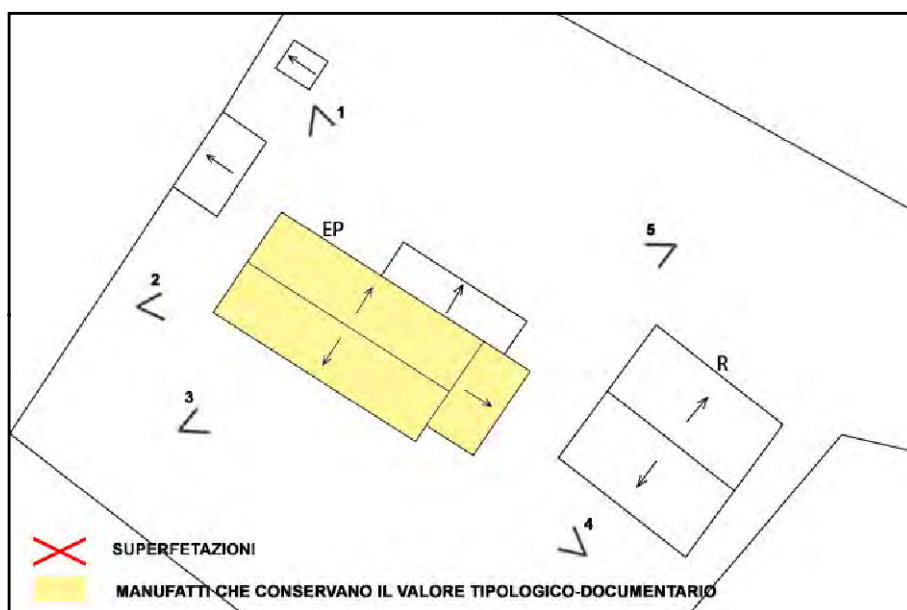 1
EP
5
2
R
3
4
SUPERFETAZIONI
MANUFATTI CHE CONSERVANO IL VALORE TIPOLOGICO-DOCUMENTARIO